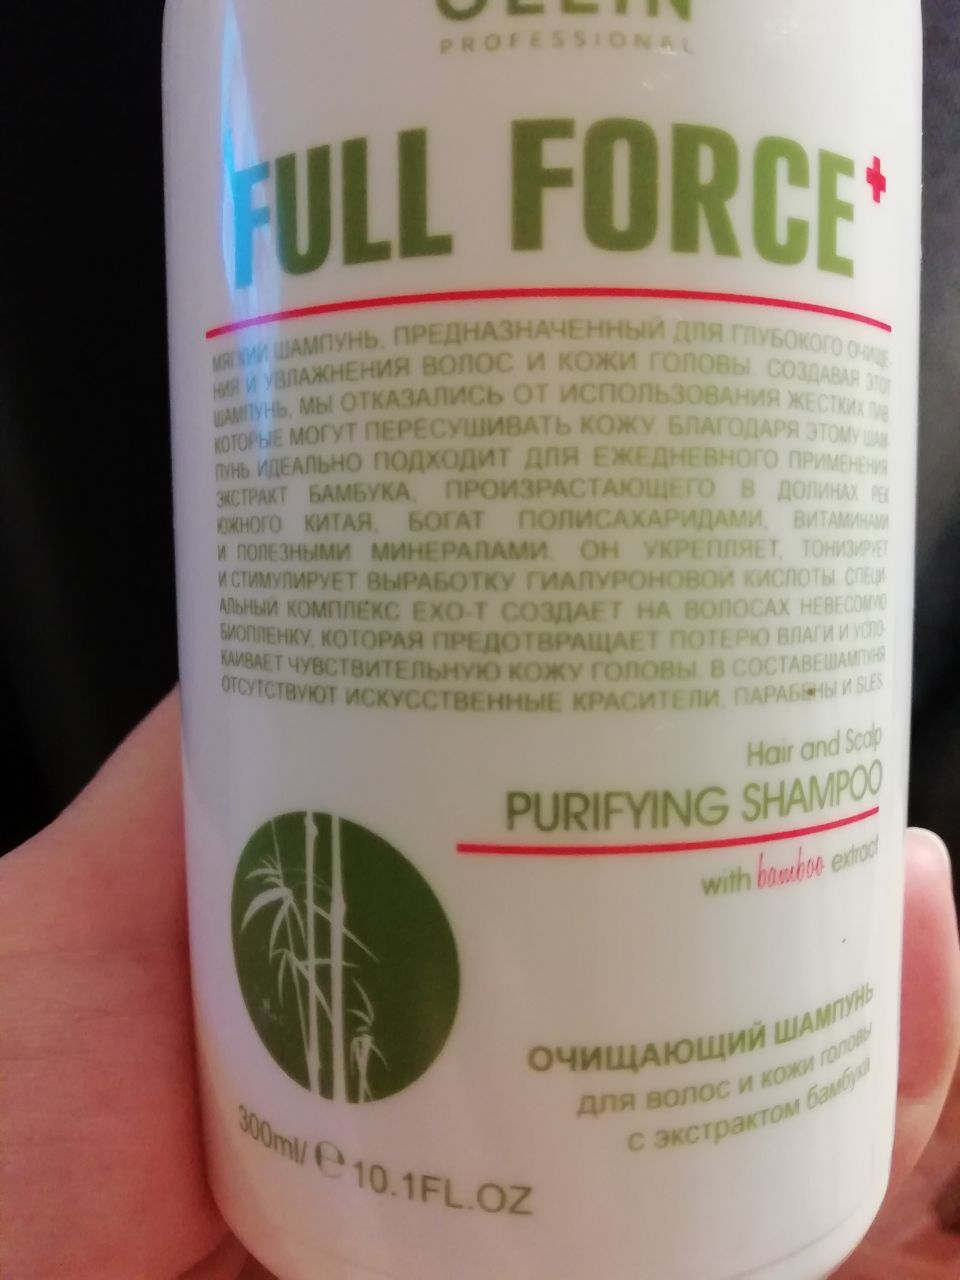 OLLIN
PROFESSIONAL
FULL FORCE+
МЯГКИЙ ШАМПУНЬ, ПРЕДНАЗНАЧЕННЫЙ ДЛЯ ГЛУБОКОГО ОЧИЩЕ-
НИЯ И УВЛАЖНЕНИЯ ВОЛОС И КОЖИ ГОЛОВЫ. СОЗДАВАЯ ЭТОТ
ШАМПУНЬ, МЫ ОТКАЗАЛИСЬ ОТ ИСПОЛЬЗОВАНИЯ ЖЕСТКИХ ПАВ,
КОТОРЫЕ МОГУТ ПЕРЕСУШИВАТЬ КОЖУ. БЛАГОДАРЯ ЭТОМУ ШАМ-
ПУНЬ ИДЕАЛЬНО ПОДХОДИТ ДЛЯ ЕЖЕДНЕВНОГО ПРИМЕНЕНИЯ.
ЭКСТРАКТ БАМБУКА, ПРОИЗРАСТАЮЩЕГО В ДОЛИНАХ РЕК
ЮЖНОГО КИТАЯ, БОГАТ ПОЛИСАХАРИДАМИ, ВИТАМИНАМИ
И ПОЛЕЗНЫМИ МИНЕРАЛАМИ. ОН УКРЕПЛЯЕТ, ТОНИЗИРУЕТ
И СТИМУЛИРУЕТ ВЫРАБОТКУ ГИАЛУРОНОВОЙ КИСЛОТЫ. СПЕЦИ-
АЛЬНЫЙ КОМПЛЕКС EXO-T СОЗДАЕТ НА ВОЛОСАХ НЕВЕСОМУЮ
БИОПЛЕНКУ, КОТОРАЯ ПРЕДОТВРАЩАЕТ ПОТЕРЮ ВЛАГИ И УСПО-
КАИВАЕТ ЧУВСТВИТЕЛЬНУЮ КОЖУ ГОЛОВЫ. В СОСТАВЕШАМПУНЯ
ОТСУТСТВУЮТ ИСКУССТВЕННЫЕ КРАСИТЕЛИ, ПАРАБЕНЫ И SLES.
Hair and Scalp
PURIFYING SHAMPOO
with bamboo extract
ОЧИЩАЮЩИЙ ШАМПУНЬ
для волос и кожи головы
с экстрактом бамбука
300ml/ ℮ 10.1FL.OZ